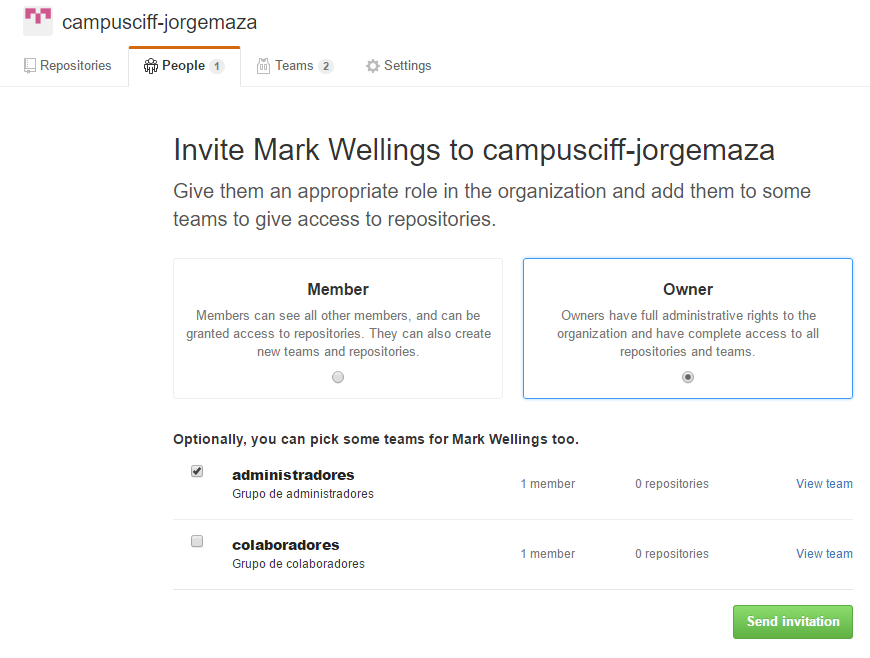 campusciff-jorgemaza
Repositories People 1 Teams 2 Settings
Invite Mark Wellings to campusciff-jorgemaza
Give them an appropriate role in the organization and add them to some
teams to give access to repositories.
Member
Members can see all other members, and can be
granted access to repositories. They can also create
new teams and repositories.
Owner
Owners have full administrative rights to the
organization and have complete access to all
repositories and teams.
Optionally, you can pick some teams for Mark Wellings too.
administradores
Grupo de administradores
1 member 0 repositories View team
colaboradores
Grupo de colaboradores
1 member 0 repositories View team
Send invitation